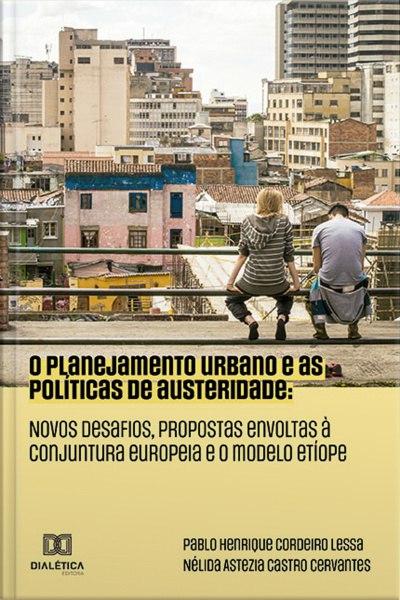 O PLANEJAMENTO URBANO E AS
POLÍTICAS DE AUSTERIDADE:
NOVOS DESAFIOS, PROPOSTAS ENVOLTAS À
CONJUNTURA EUROPEIA E O MODELO ETÍOPE
DIALÉTICA
EDITORA
PABLO HENRIQUE CORDEIRO LESSA
NÉLIDA ASTEZIA CASTRO CERVANTES